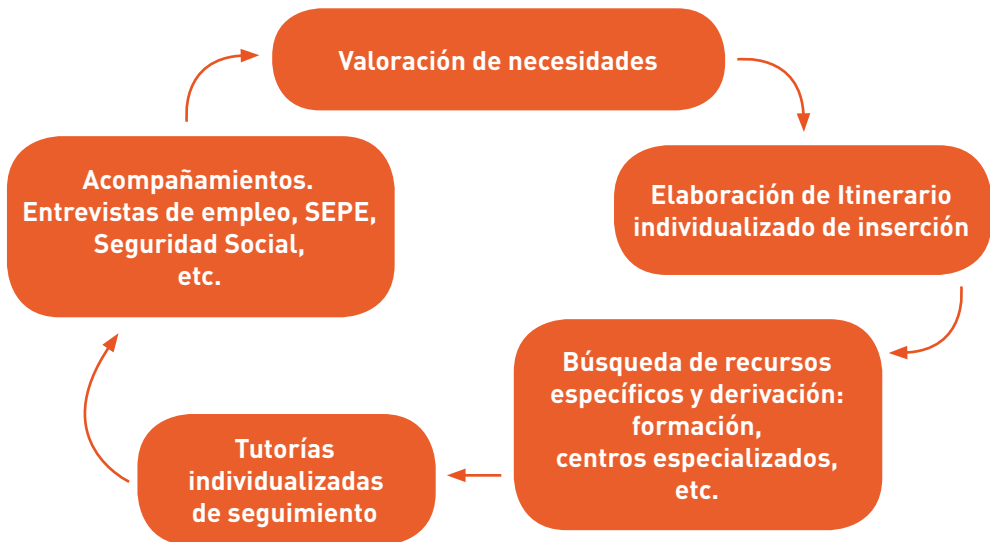 Valoración de necesidades
Elaboración de Itinerario
individualizado de inserción
Búsqueda de recursos
específicos y derivación:
formación,
centros especializados,
etc.
Tutorías
individualizadas
de seguimiento
Acompañamientos.
Entrevistas de empleo, SEPE,
Seguridad Social,
etc.